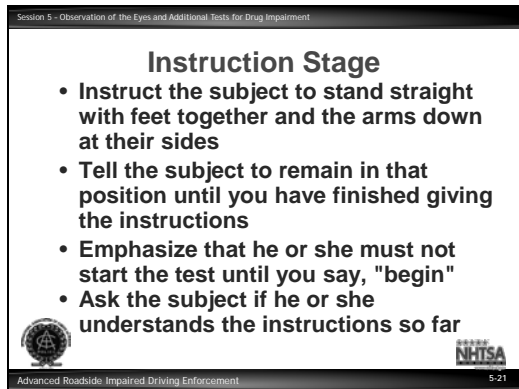 Session 5 - Observation of the Eyes and Additional Tests for Drug Impairment
Instruction Stage
• Instruct the subject to stand straight
with feet together and the arms down
at their sides
• Tell the subject to remain in that
position until you have finished giving
the instructions
• Emphasize that he or she must not
start the test until you say, "begin"
• Ask the subject if he or she
understands the instructions so far
NHTSA
Advanced Roadside Impaired Driving Enforcement
5-21